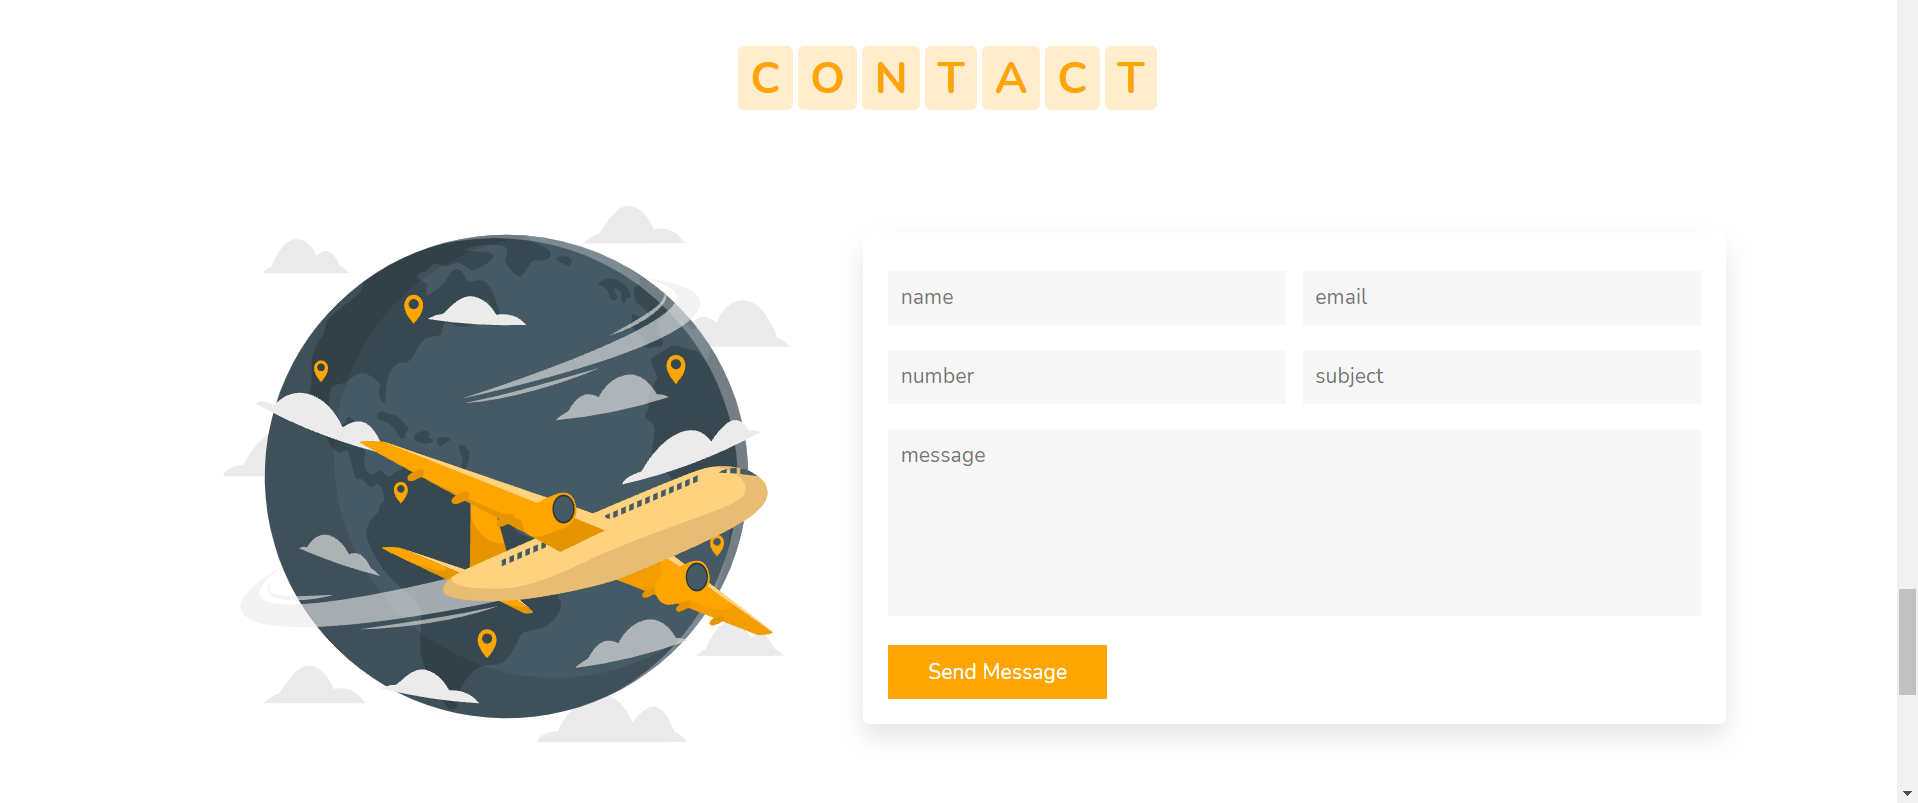 CONTACT
name
email
number
subject
message
Send Message